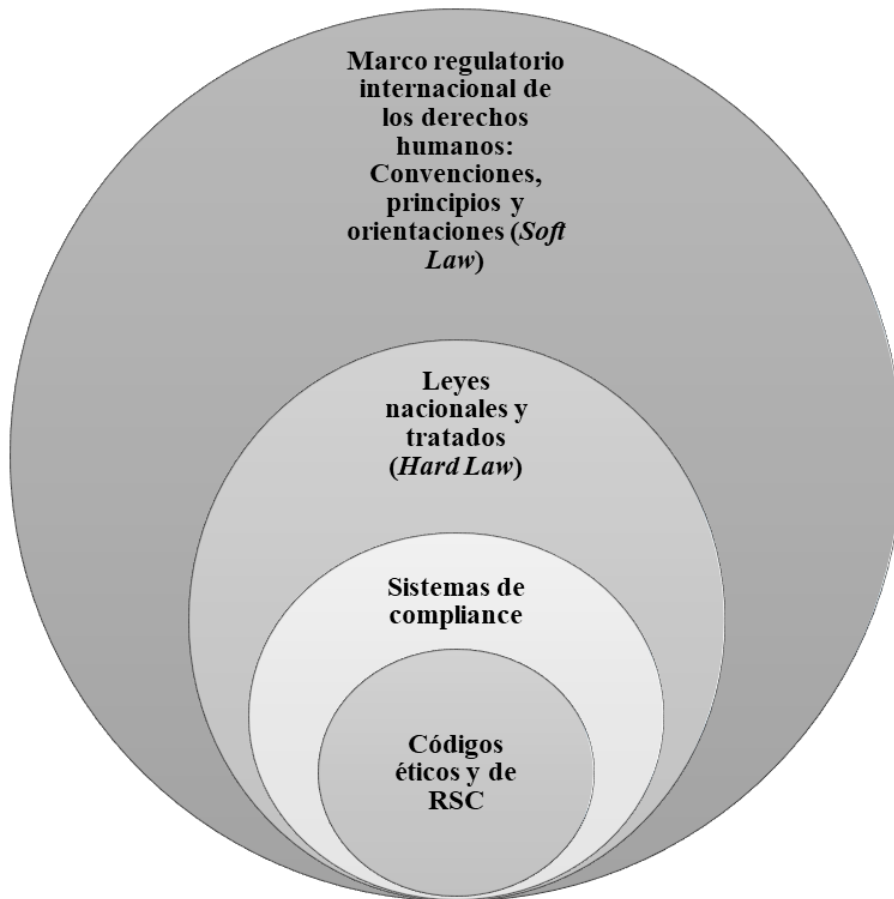 Marco regulatorio
internacional de
los derechos
humanos:
Convenciones,
principios y
orientaciones (Soft
Law)
Leyes
nacionales y
tratados
(Hard Law)
Sistemas de
compliance
Códigos
éticos y de
RSC